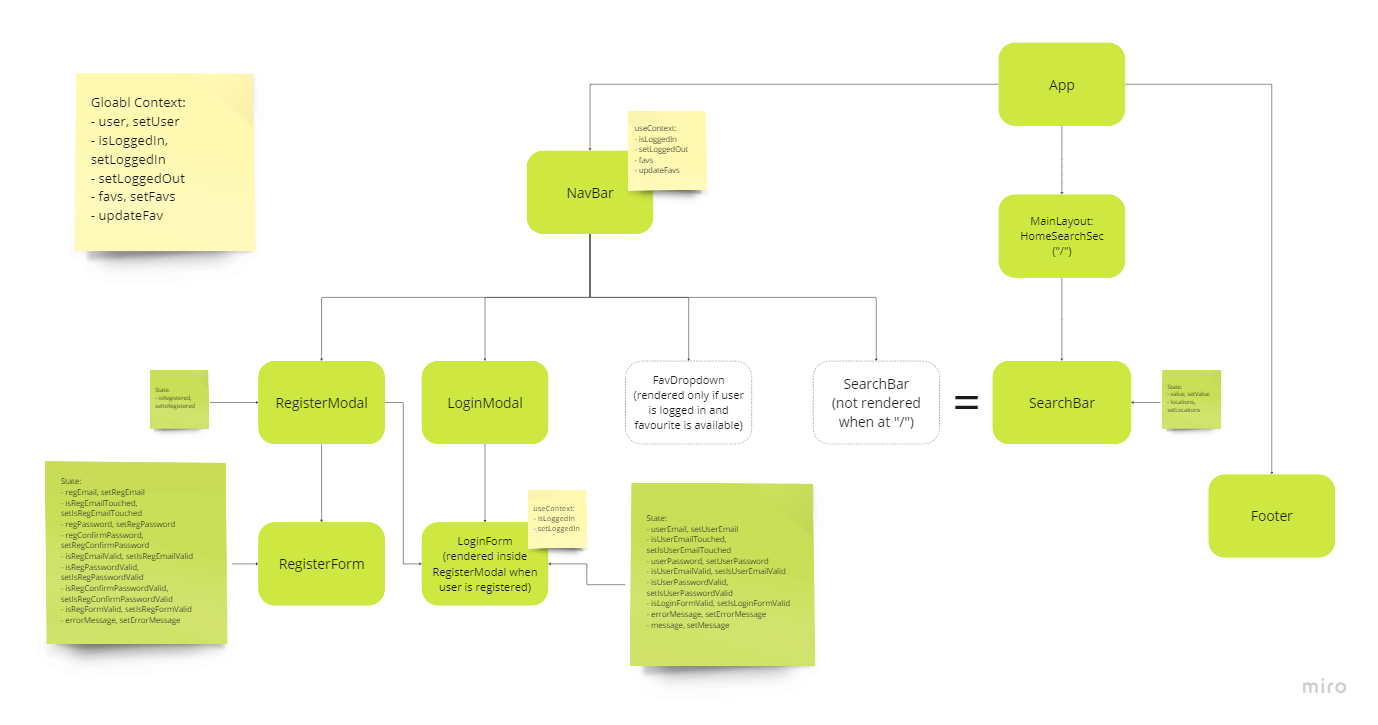 App
Gloabl Context:
- user, setUser
- isLoggedIn,
setLoggedIn
- setLoggedOut
- favs, setFavs
- updateFav
useContext:
- isLoggedIn
- setLoggedOut
- favs
- updateFavs
NavBar
MainLayout:
HomeSearchSec
("/")
State:
- isRegistered,
setIsRegistered
RegisterModal
LoginModal
FavDropdown
(rendered only if user
is logged in and
favourite is available)
SearchBar
(not rendered
when at "/")
=
SearchBar
State:
- value, setValue
- locations,
setLocations
State:
- regEmail, setRegEmail
- isRegEmailTouched,
setIsRegEmailTouched
- regPassword, setRegPassword
- regConfirmPassword,
setRegConfirmPassword
- isRegEmailValid, setIsRegEmailValid
- isRegPasswordValid,
setIsRegPasswordValid
- isRegConfirmPasswordValid,
setIsRegConfirmPasswordValid
- isRegFormValid, setIsRegFormValid
- errorMessage, setErrorMessage
RegisterForm
useContext:
- isLoggedIn
- setLoggedIn
LoginForm
(rendered inside
RegisterModal when
user is registered)
State:
- userEmail, setUserEmail
- isUserEmailTouched,
setIsUserEmailTouched
- userPassword, setUserPassword
- isUserEmailValid, setIsUserEmailValid
- isUserPasswordValid,
setIsUserPasswordValid
- isLoginFormValid, setIsLoginFormValid
- errorMessage, setErrorMessage
- message, setMessage
Footer
miro